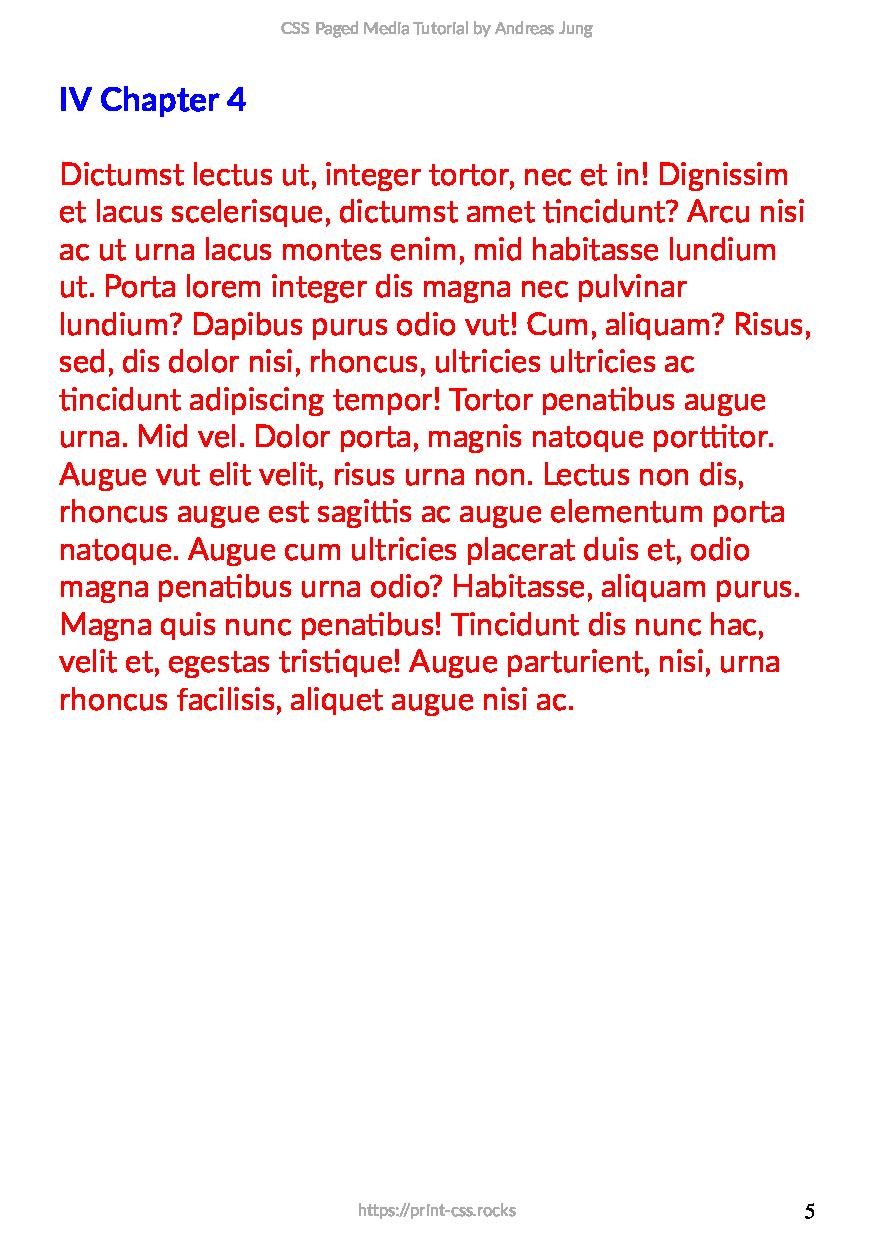 CSS Paged Media Tutorial by Andreas Jung
IV Chapter 4
Dictumst lectus ut, integer tortor, nec et in! Dignissim
et lacus scelerisque, dictumst amet tincidunt? Arcu nisi
ac ut urna lacus montes enim, mid habitasse lundium
ut. Porta lorem integer dis magna nec pulvinar
lundium? Dapibus purus odio vut! Cum, aliquam? Risus,
sed, dis dolor nisi, rhoncus, ultricies ultricies ac
tincidunt adipiscing tempor! Tortor penatibus augue
urna. Mid vel. Dolor porta, magnis natoque porttitor.
Augue vut elit velit, risus urna non. Lectus non dis,
rhoncus augue est sagittis ac augue elementum porta
natoque. Augue cum ultricies placerat duis et, odio
magna penatibus urna odio? Habitasse, aliquam purus.
Magna quis nunc penatibus! Tincidunt dis nunc hac,
velit et, egestas tristique! Augue parturient, nisi, urna
rhoncus facilisis, aliquet augue nisi ac.
https://print-css.rocks
5